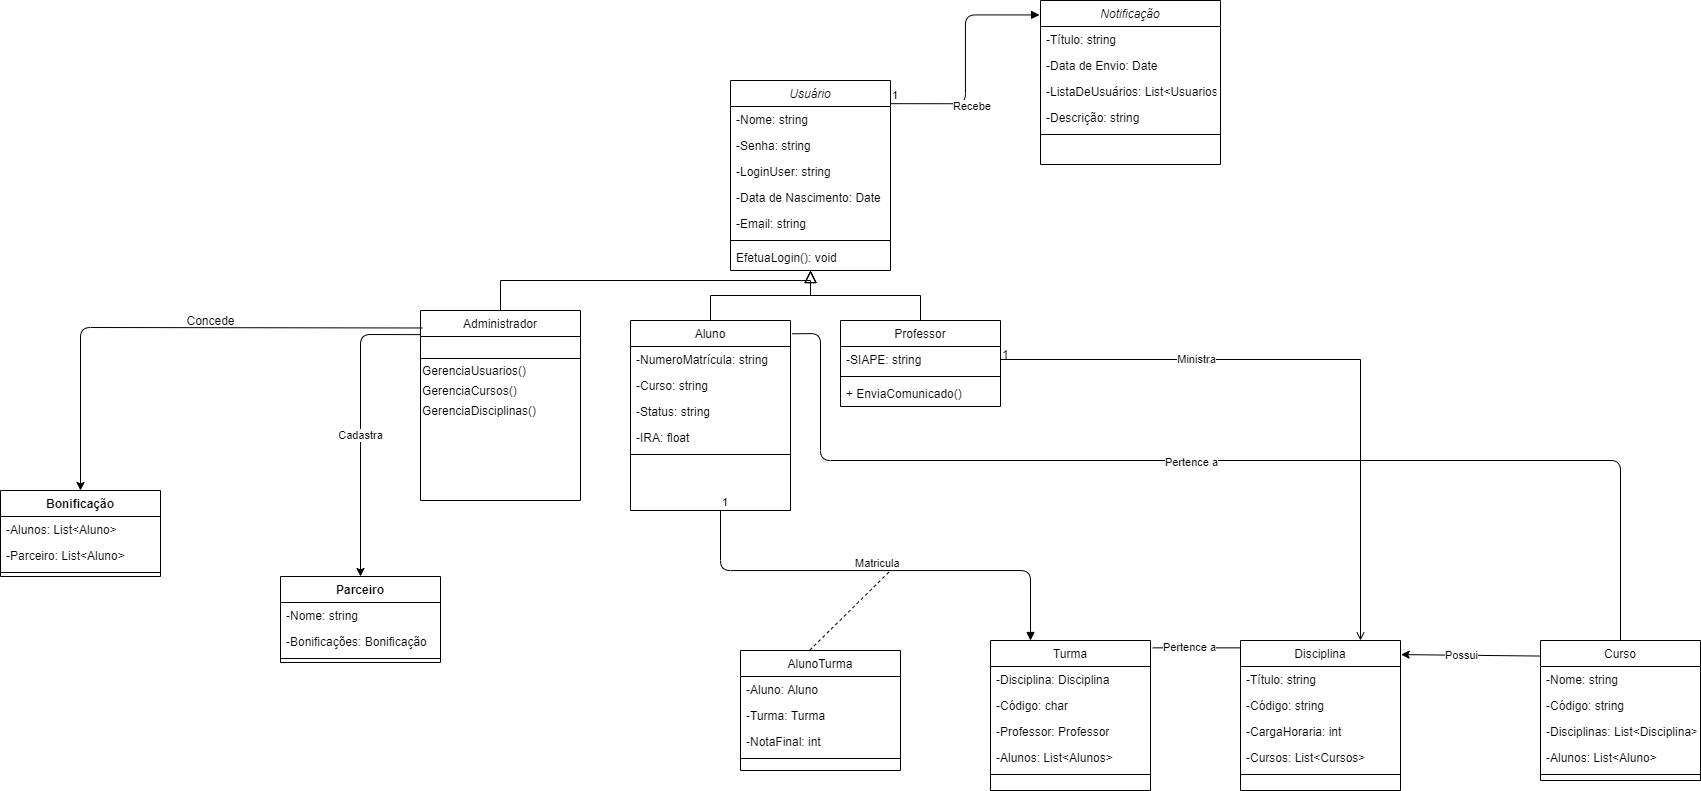 Notificação
-Título: string
-Data de Envio: Date
-ListaDeUsuários: List<Usuarios
-Descrição: string
Recebe
1
Usuário
-Nome: string
-Senha: string
-LoginUser: string
-Data de Nascimento: Date
-Email: string
EfetuaLogin(): void
Concede
Administrador
GerenciaUsuarios()
GerenciaCursos()
GerenciaDisciplinas()
Cadastra
Aluno
-NumeroMatrícula: string
-Curso: string
-Status: string
-IRA: float
1
Professor
-SIAPE: string
+ EnviaComunicado()
1
Ministra
Pertence a
Bonificação
-Alunos: List<Aluno>
-Parceiro: List<Aluno>
Parceiro
-Nome: string
-Bonificações: Bonificação
Matricula
AlunoTurma
-Aluno: Aluno
-Turma: Turma
-NotaFinal: int
Turma
-Disciplina: Disciplina
-Código: char
-Professor: Professor
-Alunos: List<Alunos>
Pertence a
Disciplina
-Título: string
-Código: string
-CargaHoraria: int
-Cursos: List<Cursos>
Possui
Curso
-Nome: string
-Código: string
-Disciplinas: List<Disciplina>
-Alunos: List<Aluno>